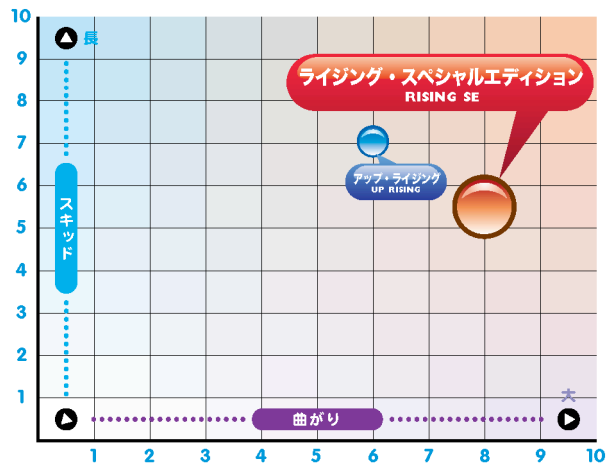 10
長
9
8
7
6
5
4
3
2
1
スキッド
ライジング・スペシャルエディション
RISING SE
アップ・ライジング
UP RISING
大
曲がり
1 2 3 4 5 6 7 8 9 10